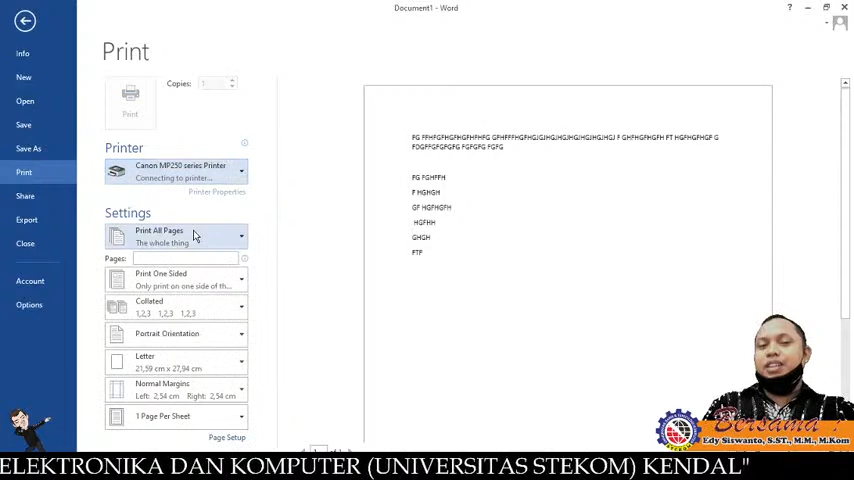 Document1 - Word
?
Info
New
Open
Save
Save As
Print
Share
Export
Close
Account
Options
Print
Print
Copies:
1
Printer
Canon MP250 series Printer
Connecting to printer...
Printer Properties
Settings
Print All Pages
The whole thing
Pages:
Print One Sided
Only print on one side of th...
Collated
1,2,3 1,2,3 1,2,3
Portrait Orientation
Letter
21,59 cm x 27,94 cm
Normal Margins
Left: 2,54 cm Right: 2,54 cm
1 Page Per Sheet
Page Setup
FG FGHFFH
F HGHGH
GF HGFHGFH
HGFHH
GHGH
FTF
Bersama :
Edy Siswanto, S.ST., M.M., M.Kom
ELEKTRONIKA DAN KOMPUTER (UNIVERSITAS STEKOM) KENDAL"